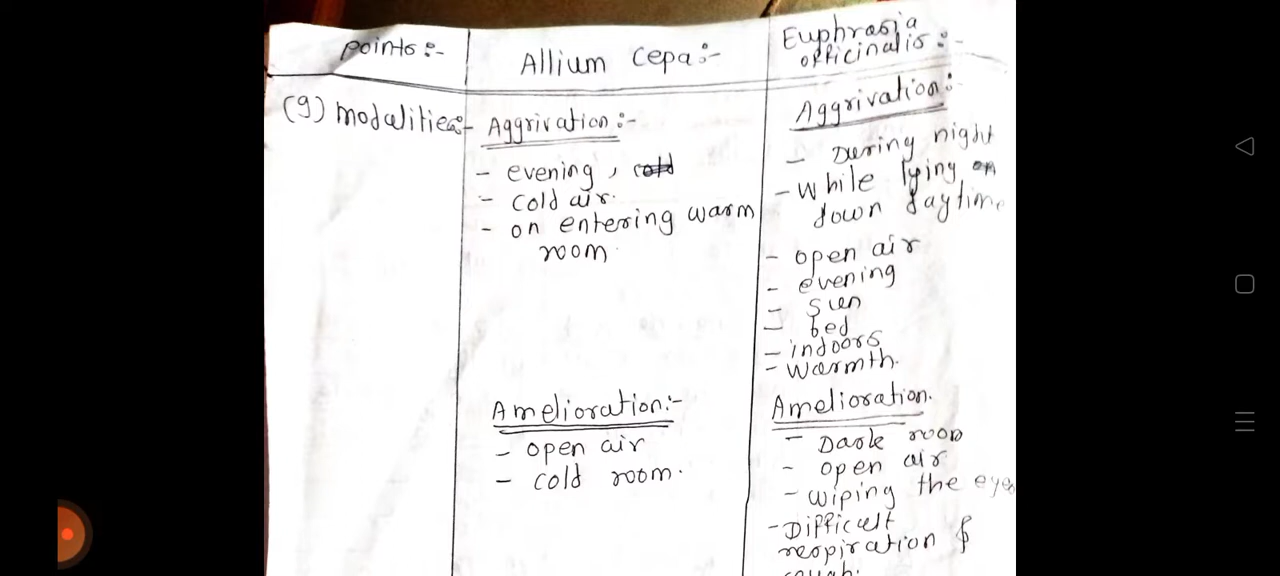 points:-
Allium Cepa:-
Euphrasia
officinalis:-
(9) modalities:-
Aggrivation:-
- evening, cold
- cold air.
- on entering warm
room.
Amelioration:-
- open air
- cold room.
Aggrivation:-
- During night
- While lying on
down daytime
- open air
- evening
- Sun
- bed
- indoors
- Warmth.
Amelioration.
- Dark room
- open air
- wiping the eyes
- Difficult
respiration &
cough.